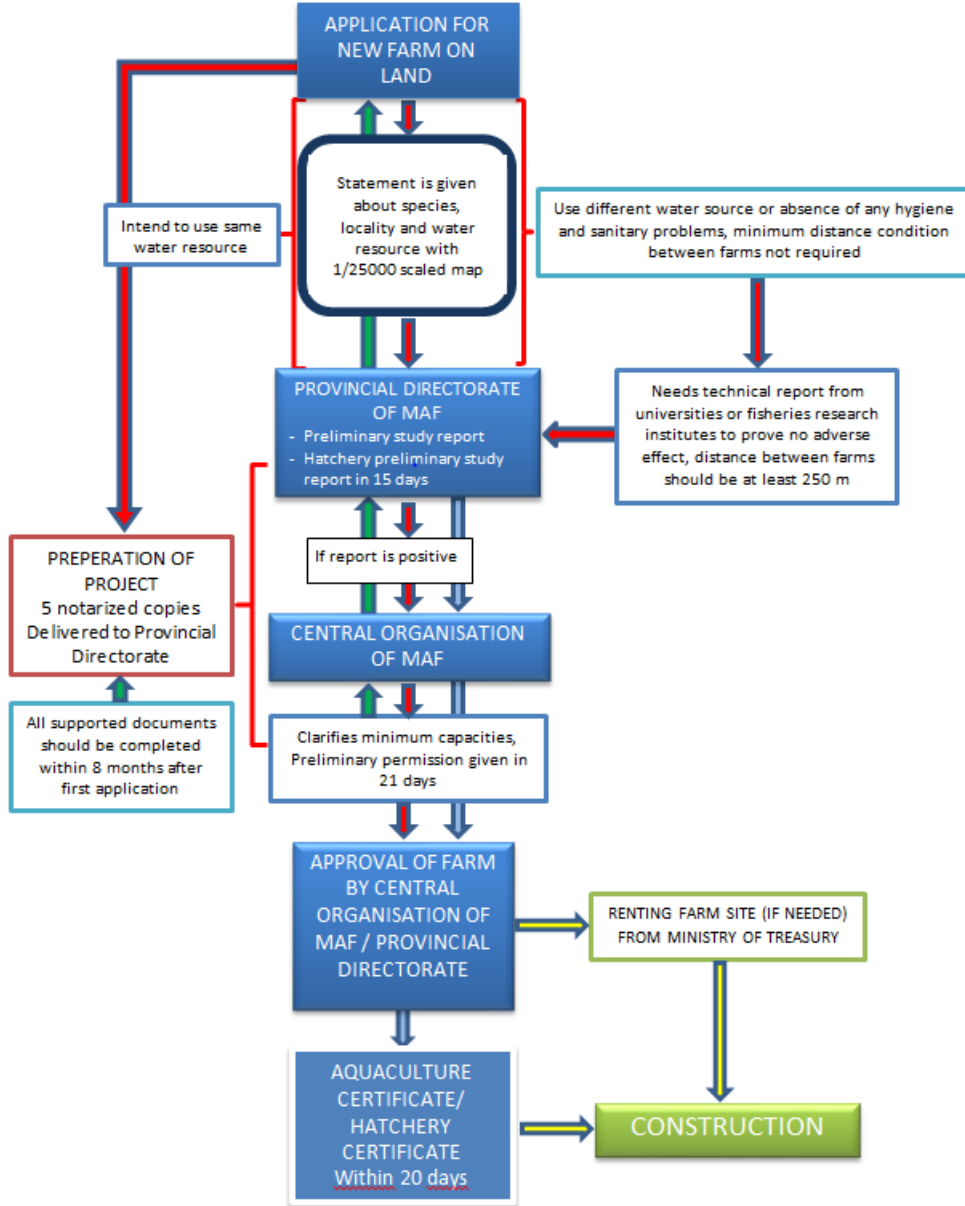 APPLICATION FOR
NEW FARM ON
LAND
Statement is given
about species,
locality and water
resource with
1/25000 scaled map
Intend to use same
water resource
Use different water source or absence of any hygiene
and sanitary problems, minimum distance condition
between farms not required
PROVINCIAL DIRECTORATE
OF MAF
- Preliminary study report
- Hatchery preliminary study
report in 15 days
Needs technical report from
universities or fisheries research
institutes to prove no adverse
effect, distance between farms
should be at least 250 m
If report is positive
PREPERATION OF
PROJECT
5 notarized copies
Delivered to Provincial
Directorate
CENTRAL ORGANISATION
OF MAF
All supported documents
should be completed
within 8 months after
first application
Clarifies minimum capacities,
Preliminary permission given in
21 days
APPROVAL OF FARM
BY CENTRAL
ORGANISATION OF
MAF / PROVINCIAL
DIRECTORATE
RENTING FARM SITE (IF NEEDED)
FROM MINISTRY OF TREASURY
AQUACULTURE
CERTIFICATE/
HATCHERY
CERTIFICATE
Within 20 days
CONSTRUCTION